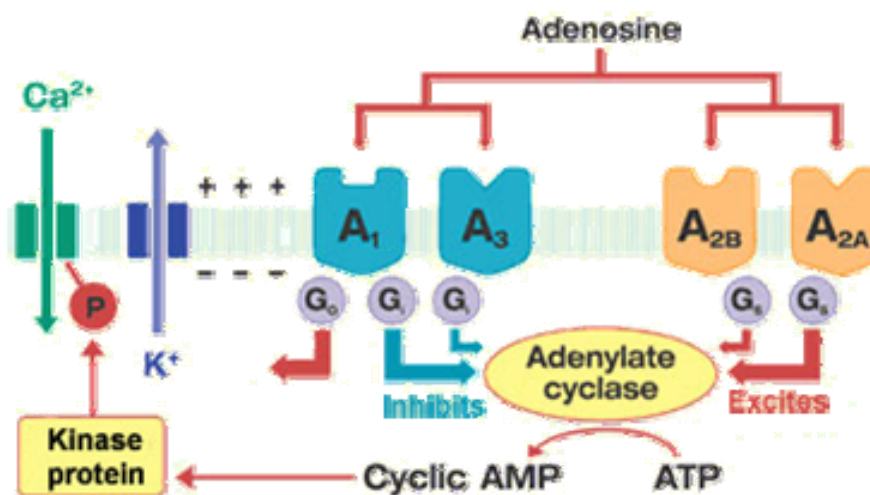 Adenosine
Ca²⁺
+ + +
A₁
A₃
A₂B
A₂A
- - - -
P
Gₒ
Gᵢ
Gᵢ
Gₛ
Gₛ
K⁺
Adenylate
cyclase
Inhibits
Excites
Kinase
protein
Cyclic AMP
ATP